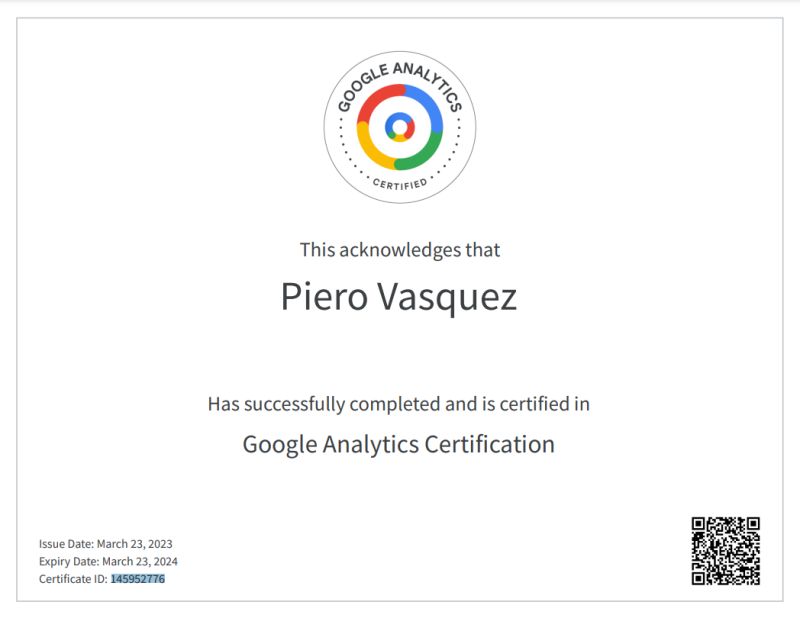 GOOGLE ANALYTICS
CERTIFIED
This acknowledges that
Piero Vasquez
Has successfully completed and is certified in
Google Analytics Certification
Issue Date: March 23, 2023
Expiry Date: March 23, 2024
Certificate ID: 145952776